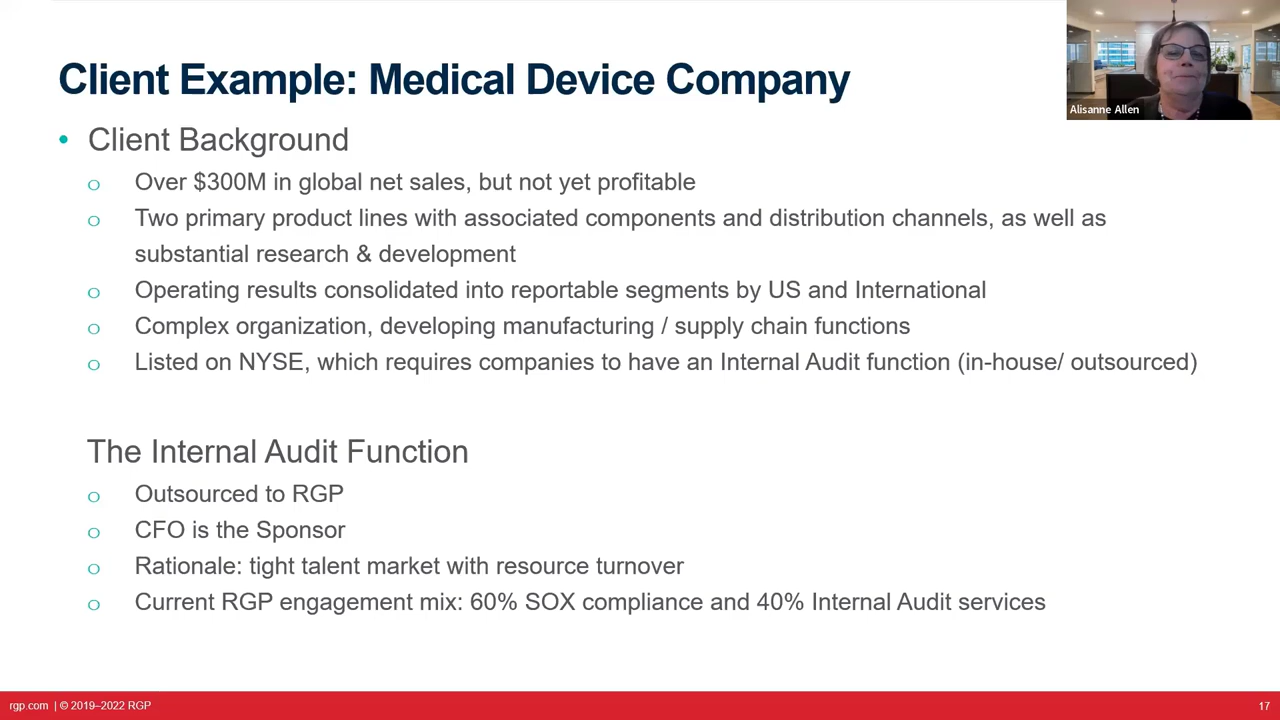 Client Example: Medical Device Company
Alisanne Allen
• Client Background
o Over $300M in global net sales, but not yet profitable
o Two primary product lines with associated components and distribution channels, as well as
substantial research & development
o Operating results consolidated into reportable segments by US and International
o Complex organization, developing manufacturing / supply chain functions
o Listed on NYSE, which requires companies to have an Internal Audit function (in-house/ outsourced)
The Internal Audit Function
o Outsourced to RGP
o CFO is the Sponsor
o Rationale: tight talent market with resource turnover
o Current RGP engagement mix: 60% SOX compliance and 40% Internal Audit services
rgp.com | © 2019–2022 RGP
17